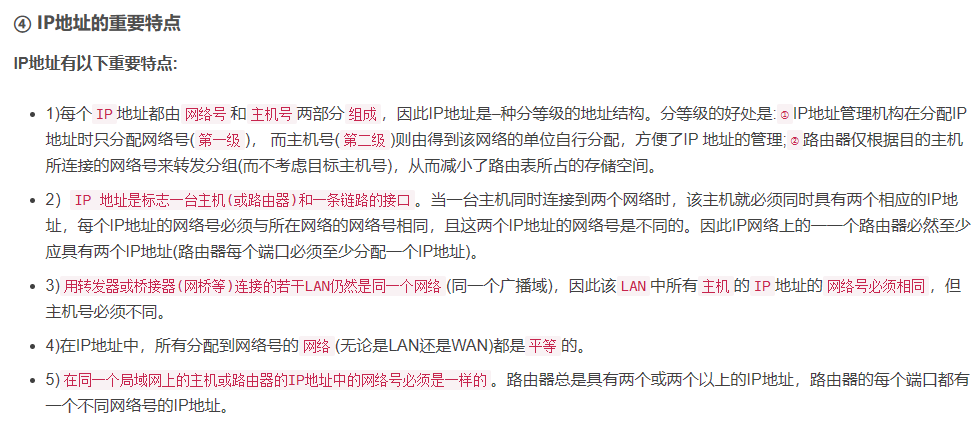 ④ IP地址的重要特点
IP地址有以下重要特点:
• 1)每个 IP 地址都由 网络号 和 主机号 两部分 组成 ，因此IP地址是–种分等级的地址结构。分等级的好处是: ① IP地址管理机构在分配IP
地址时只分配网络号( 第一级 )， 而主机号( 第二级 )则由得到该网络的单位自行分配，方便了IP 地址的管理; ② 路由器仅根据目的主机
所连接的网络号来转发分组(而不考虑目标主机号)，从而减小了路由表所占的存储空间。
• 2) IP 地址是标志一台主机(或路由器)和一条链路的接口 。当一台主机同时连接到两个网络时，该主机就必须同时具有两个相应的IP地
址，每个IP地址的网络号必须与所在网络的网络号相同，且这两个IP地址的网络号是不同的。因此IP网络上的一一个路由器必然至少
应具有两个IP地址(路由器每个端口必须至少分配一个IP地址)。
• 3) 用转发器或桥接器(网桥等)连接的若干LAN仍然是同一个网络 (同一个广播域)，因此该 LAN 中所有 主机 的 IP 地址的 网络号必须相同 ，但
主机号必须不同。
• 4)在IP地址中，所有分配到网络号的 网络 (无论是LAN还是WAN)都是 平等 的。
• 5) 在同一个局域网上的主机或路由器的IP地址中的网络号必须是一样的 。路由器总是具有两个或两个以上的IP地址，路由器的每个端口都有
一个不同网络号的IP地址。